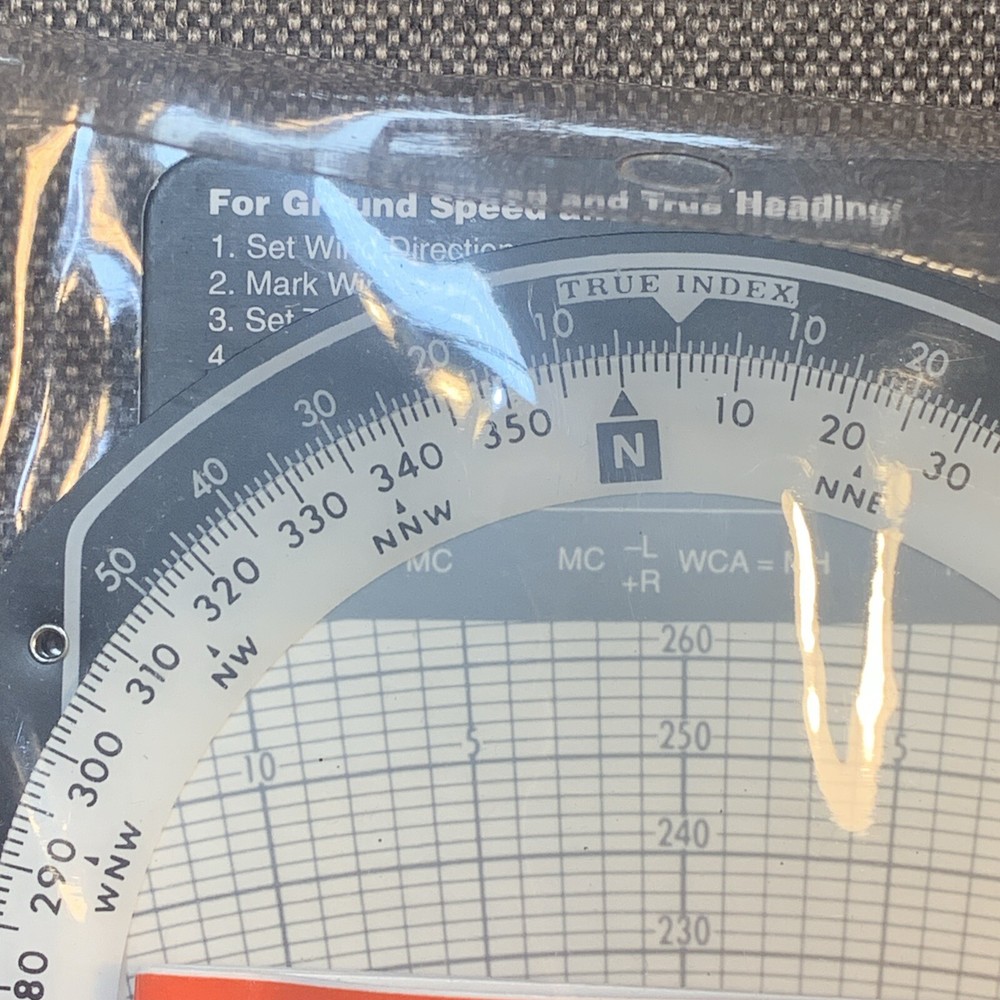 For Ground Speed and True Heading:
1. Set Wind Direction
2. Mark
3. Set
4
TRUE INDEX
50 40 30 20 10 10 20
80 290 300 310 320 330 340 350 N 10 20 30
WNW NW NNW NNE
MC MC -L +R WCA = MH
260
10 5 250 5
240
230